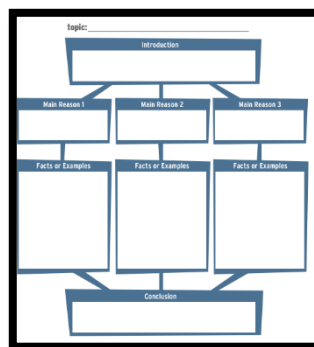 topic:
Introduction
Main Reason 1 Main Reason 2 Main Reason 3
Facts or Examples Facts or Examples Facts or Examples
Conclusion